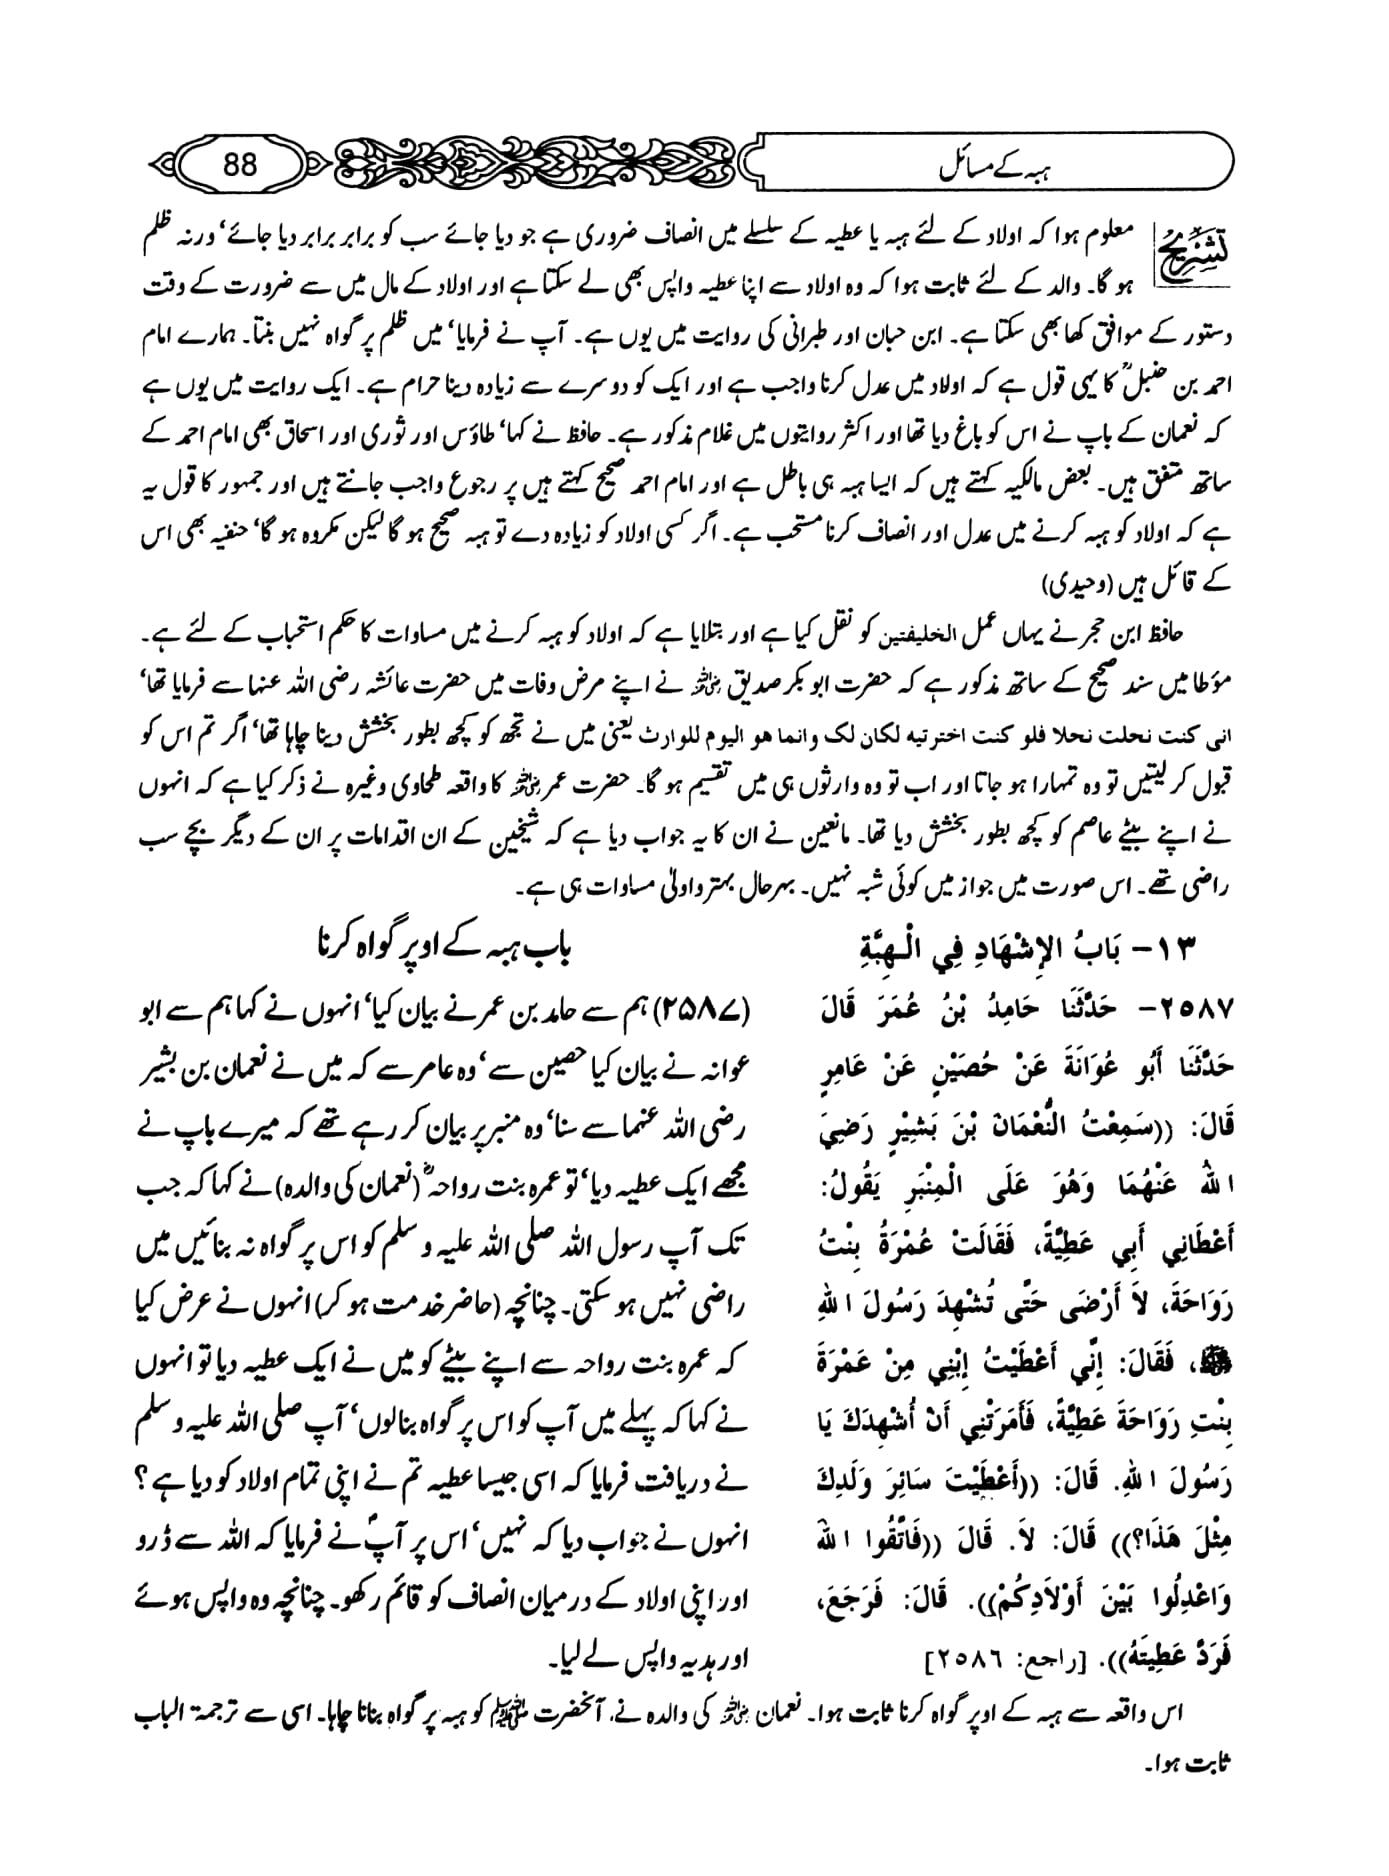 ہبہ کے مسائل
88
تشریح
معلوم ہوا کہ اولاد کے لئے ہبہ یا عطیہ کے سلسلے میں انصاف ضروری ہے جو دیا جائے سب کو برابر برابر دیا جائے‘ ورنہ ظلم
ہو گا۔ والد کے لئے ثابت ہوا کہ وہ اولاد سے اپنا عطیہ واپس بھی لے سکتا ہے اور اولاد کے مال میں سے ضرورت کے وقت
دستور کے موافق کھا بھی سکتا ہے۔ ابن حبان اور طبرانی کی روایت میں یوں ہے۔ آپ نے فرمایا‘ میں ظلم پر گواہ نہیں بنتا۔ ہمارے امام
احمد بن حنبلؒ کا یہی قول ہے کہ اولاد میں عدل کرنا واجب ہے اور ایک کو دوسرے سے زیادہ دینا حرام ہے۔ ایک روایت میں یوں ہے
کہ نعمان کے باپ نے اس کو باغ دیا تھا اور اکثر روایتوں میں غلام مذکور ہے۔ حافظ نے کہا‘ طاؤس اور ثوری اور اسحاق بھی امام احمد کے
ساتھ متفق ہیں۔ بعض مالکیہ کہتے ہیں کہ ایسا ہبہ ہی باطل ہے اور امام احمد صحیح کہتے ہیں پر رجوع واجب جانتے ہیں اور جمہور کا قول یہ
ہے کہ اولاد کو ہبہ کرنے میں عدل اور انصاف کرنا مستحب ہے۔ اگر کسی اولاد کو زیادہ دے تو ہبہ صحیح ہو گا لیکن مکروہ ہو گا‘ حنفیہ بھی اس
کے قائل ہیں (وحیدی)
حافظ ابن حجر نے یہاں عمل الخلیفتین کو نقل کیا ہے اور بتلایا ہے کہ اولاد کو ہبہ کرنے میں مساوات کا حکم استحباب کے لئے ہے۔
مؤطا میں سند صحیح کے ساتھ مذکور ہے کہ حضرت ابوبکر صدیق رضی اللہ عنہ نے اپنے مرض وفات میں حضرت عائشہ رضی اللہ عنہا سے فرمایا تھا‘
انی کنت نحلت نحلا فلو کنت اخترتیه لکان لک وانما هو الیوم للوارث یعنی میں نے تجھ کو کچھ بطور بخشش دینا چاہا تھا‘ اگر تم اس کو
قبول کر لیتیں تو وہ تمہارا ہو جاتا اور اب تو وہ وارثوں ہی میں تقسیم ہو گا۔ حضرت عمر رضی اللہ عنہ کا واقعہ طحاوی وغیرہ نے ذکر کیا ہے کہ انہوں
نے اپنے بیٹے عاصم کو کچھ بطور بخشش دیا تھا۔ مانعین نے ان کا یہ جواب دیا ہے کہ شیخین کے ان اقدامات پر ان کے دیگر بچے سب
راضی تھے۔ اس صورت میں جواز میں کوئی شبہ نہیں۔ بہرحال بہتر و اولیٰ مساوات ہی ہے۔
١٣- بَابُ الإِشْهَادِ فِي الْهِبَّةِ
٢٥٨٧- حَدَّثَنَا حَامِدُ بْنُ عُمَرَ قَالَ
حَدَّثَنَا أَبُو عَوَانَةَ عَنْ حُصَيْنٍ عَنْ عَامِرٍ
قَالَ: ((سَمِعْتُ النُّعْمَانَ بْنَ بَشِيْرٍ رَضِيَ
اللهُ عَنْهُمَا وَهُوَ عَلَى الْمِنْبَرِ يَقُولُ:
أَعْطَانِي أَبِي عَطِيَّةً، فَقَالَتْ عُمْرَةُ بِنْتُ
رَوَاحَةَ، لاَ أَرْضَى حَتَّى تُشْهِدَ رَسُولَ اللهِ
ﷺ، فَقَالَ: إِنِّي أَعْطَيْتُ إِبْنِي مِنْ عَمْرَةَ
بِنْتِ رَوَاحَةَ عَطِيَّةً، فَأَمَرَتْنِي أَنْ أُشْهِدَكَ يَا
رَسُولَ اللهِ. قَالَ: ((أَعْطَيْتَ سَائِرَ وَلَدِكَ
مِثْلَ هَذَا؟)) قَالَ: لاَ. قَالَ ((فَاتَّقُوا اللهَ
وَاعْدِلُوا بَيْنَ أَوْلاَدِكُمْ)). قَالَ: فَرَجَعَ،
فَرَدَّ عَطِيتَهُ)). [راجع: ٢٥٨٦]
باب ہبہ کے اوپر گواہ کرنا
(۲۵۸۷) ہم سے حامد بن عمر نے بیان کیا‘ انہوں نے کہا ہم سے ابو
عوانہ نے بیان کیا حصین سے‘ وہ عامر سے کہ میں نے نعمان بن بشیر
رضی اللہ عنہما سے سنا‘ وہ منبر پر بیان کر رہے تھے کہ میرے باپ نے
مجھے ایک عطیہ دیا‘ تو عمرہ بنت رواحہؓ (نعمان کی والدہ) نے کہا کہ جب
تک آپ رسول اللہ صلی اللہ علیہ وسلم کو اس پر گواہ نہ بنائیں میں
راضی نہیں ہو سکتی۔ چنانچہ (حاضر خدمت ہو کر) انہوں نے عرض کیا
کہ عمرہ بنت رواحہ سے اپنے بیٹے کو میں نے ایک عطیہ دیا تو انہوں
نے کہا کہ پہلے میں آپ کو اس پر گواہ بنا لوں‘ آپ صلی اللہ علیہ وسلم
نے دریافت فرمایا کہ اسی جیسا عطیہ تم نے اپنی تمام اولاد کو دیا ہے؟
انہوں نے جواب دیا کہ نہیں‘ اس پر آپؐ نے فرمایا کہ اللہ سے ڈرو
اور اپنی اولاد کے درمیان انصاف کو قائم رکھو۔ چنانچہ وہ واپس ہوئے
اور ہدیہ واپس لے لیا۔
اس واقعہ سے ہبہ کے اوپر گواہ کرنا ثابت ہوا۔ نعمان رضی اللہ عنہ کی والدہ نے آنحضرت صلی اللہ علیہ وسلم کو ہبہ پر گواہ بنانا چاہا۔ اسی سے ترجمۃ الباب
ثابت ہوا۔